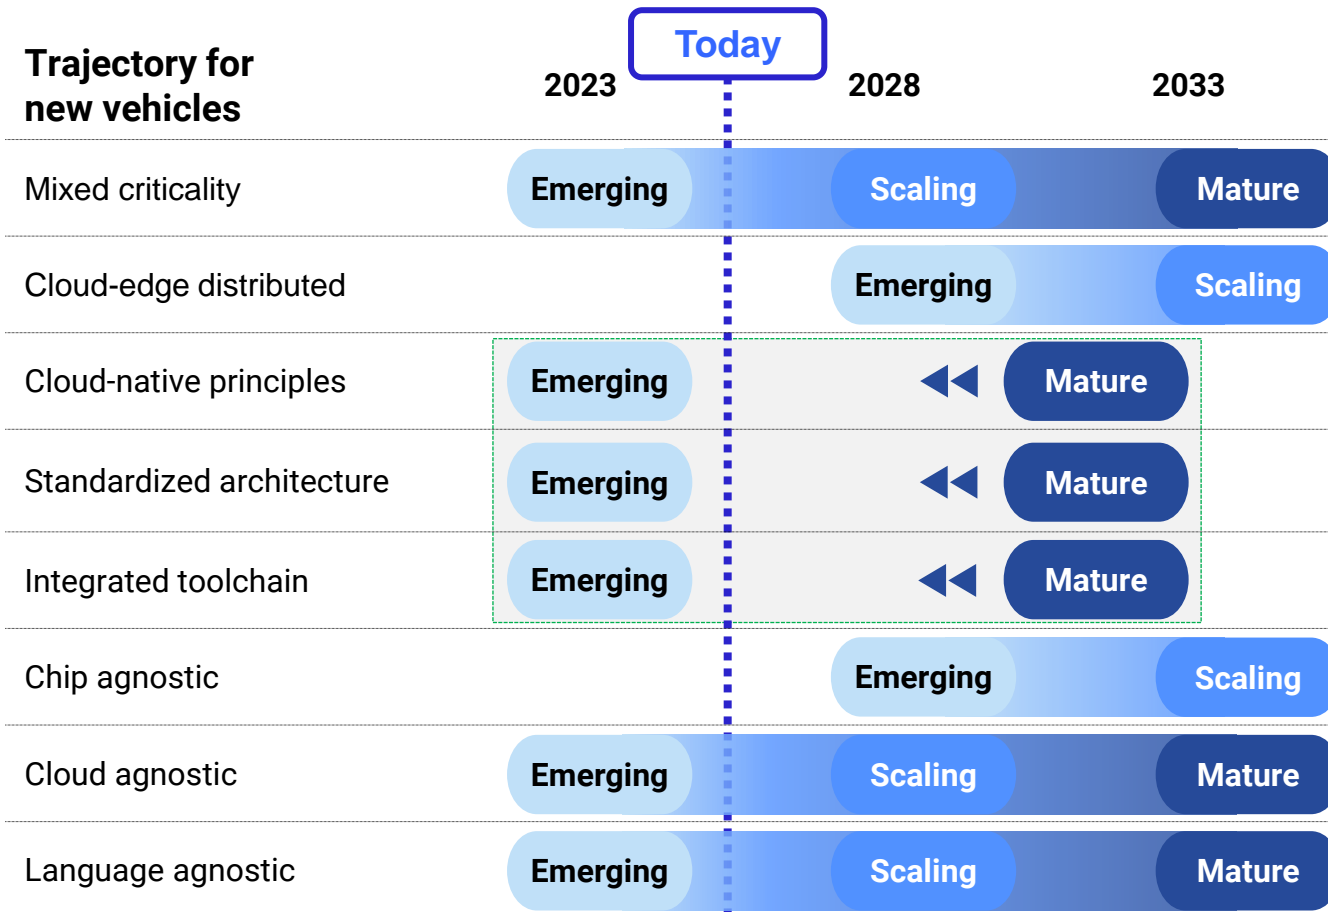 Trajectory for
new vehicles
Today
2023
2028
2033
Mixed criticality
Emerging
Scaling
Mature
Cloud-edge distributed
Emerging
Scaling
Cloud-native principles
Emerging
Mature
Standardized architecture
Emerging
Mature
Integrated toolchain
Emerging
Mature
Chip agnostic
Emerging
Scaling
Cloud agnostic
Emerging
Scaling
Mature
Language agnostic
Emerging
Scaling
Mature